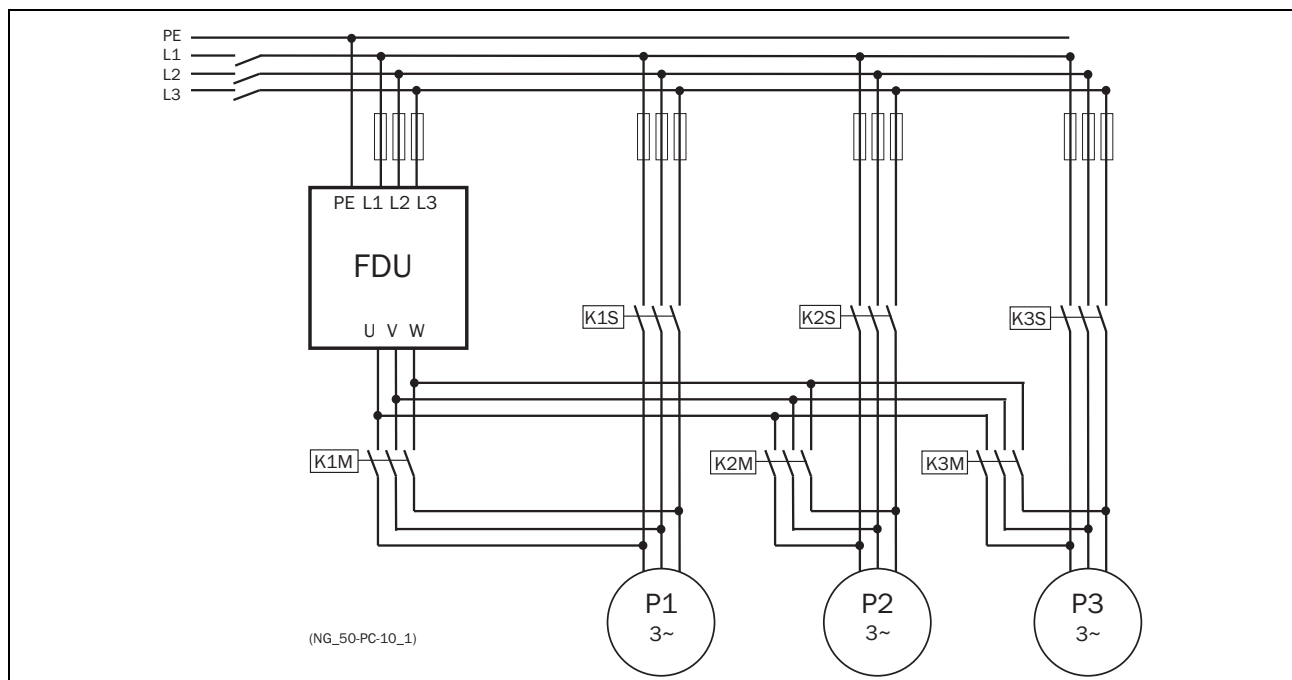 PE
L1
L2
L3
PE L1 L2 L3
FDU
U V W
K1S
K2S
K3S
K1M
K2M
K3M
P1
3~
P2
3~
P3
3~
(NG_50-PC-10_1)